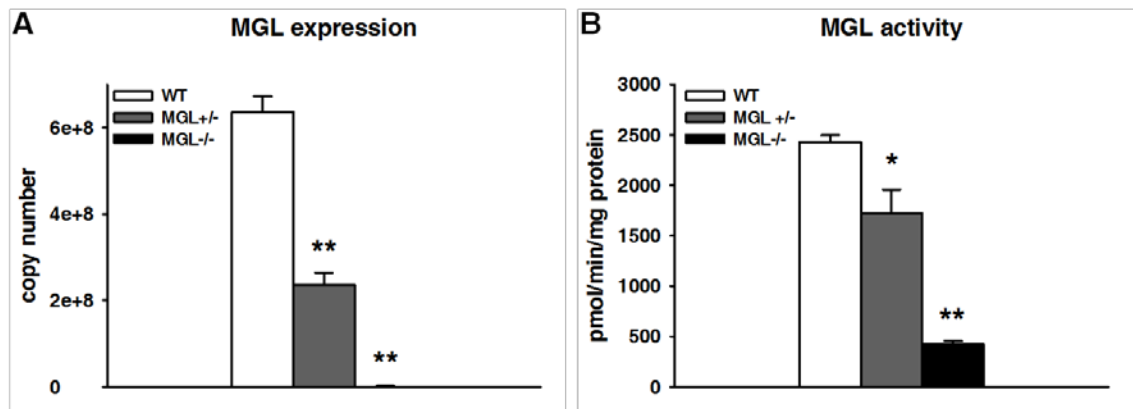 A
MGL expression
WT
MGL+/-
MGL-/-
copy number
6e+8
4e+8
2e+8
0
**
**
B
MGL activity
WT
MGL +/-
MGL-/-
pmol/min/mg protein
3000
2500
2000
1500
1000
500
0
*
**